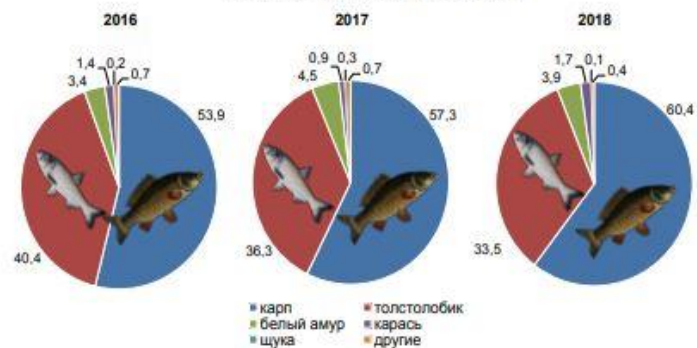 2016 2017 2018
1,4 0,2 0,7 0,9 0,3 0,7 1,7 0,1 0,4
3,4 4,5 3,9
53,9 57,3 60,4
40,4 36,3 33,5
карп толстолобик
белый амур карась
щука другие